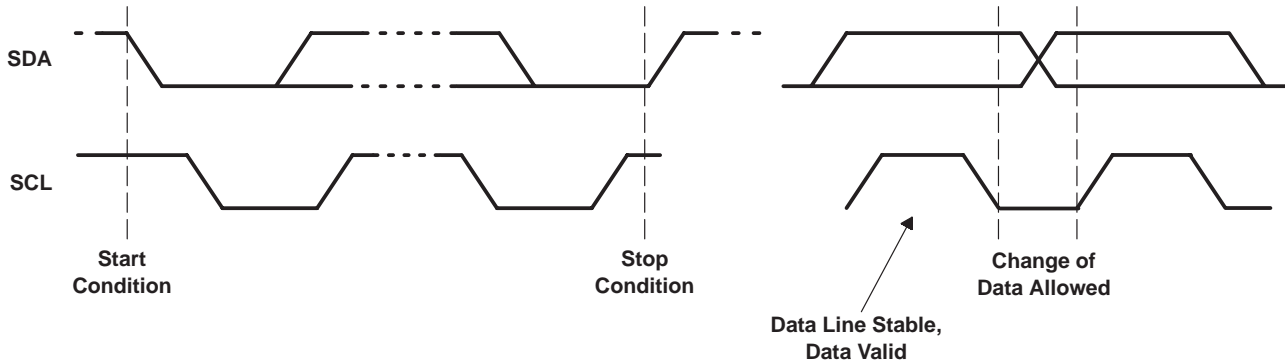 SDA
SCL
Start
Condition
Stop
Condition
Change of
Data Allowed
Data Line Stable,
Data Valid